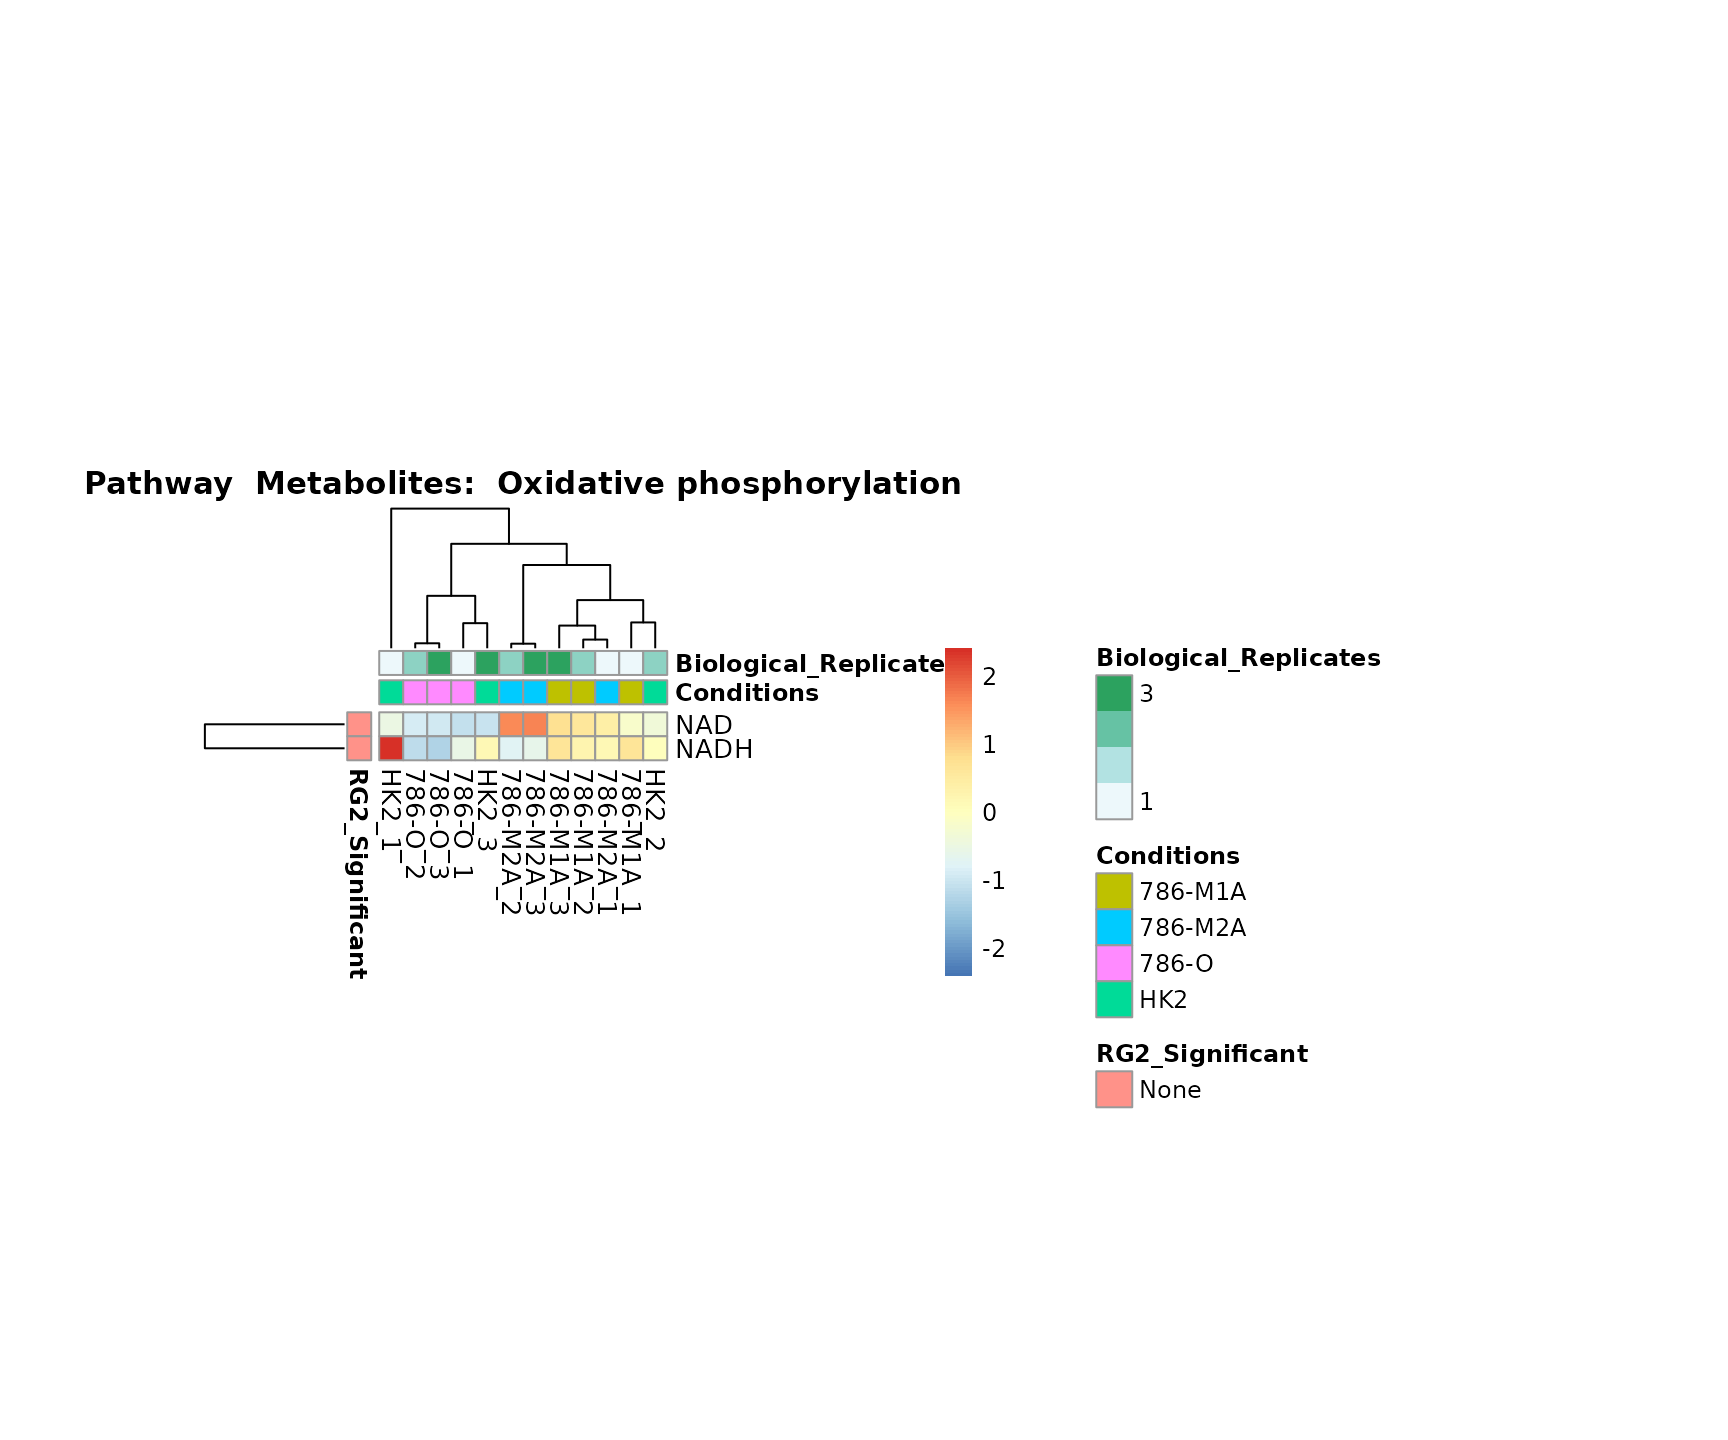 Pathway  Metabolites:  Oxidative phosphorylation
Biological_Replicate
Conditions
NAD
NADH
RG2_Significant
HK2_1
786-O_2
786-O_3
786-O_1
HK2_3
786-M2A_2
786-M2A_3
786-M1A_3
786-M1A_2
786-M2A_1
786-M1A_1
HK2_2
2
1
0
-1
-2
Biological_Replicates
3
1
Conditions
786-M1A
786-M2A
786-O
HK2
RG2_Significant
None